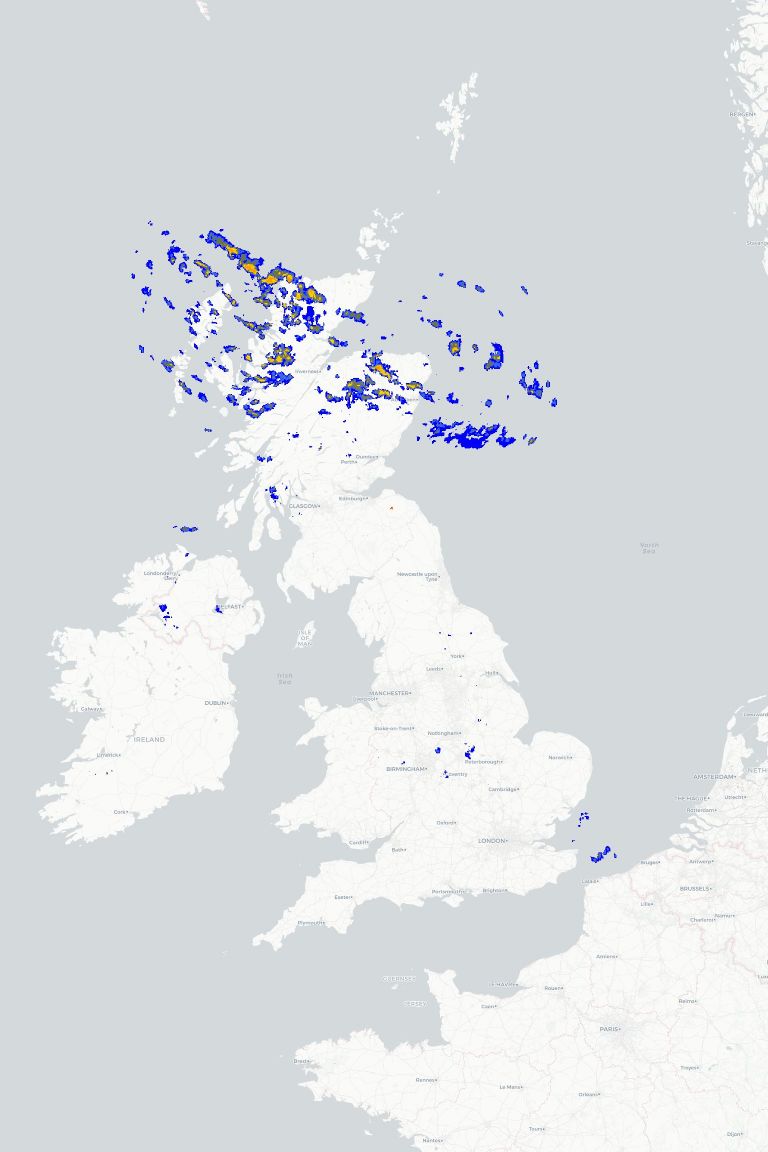 BERGEN
Stavange
Inverness
Dundee
Perth
Edinburgh
GLASGOW
North
Sea
Londonderry/
Derry
Newcastle upon
Tyne
BELFAST
ISLE
OF
MAN
York
Leeds
Hull
Irish
Sea
MANCHESTER
Liverpool
DUBLIN
Galway
Leeuward
Stoke-on-Trent
Nottingham
IRELAND
Limerick
Norwich
Peterborough
BIRMINGHAM
Coventry
AMSTERDAM
NETH
Cambridge
THE HAGUE
Utrecht
Rotterdam
Cork
Oxford
LONDON
Cardiff
Bath
Bruges
Antwerp
Calais
BRUSSELS
Portsmouth
Brighton
Exeter
Lille
Namur
Charleroi
Plymouth
Amiens
GUERNSEY
LE HAVRE
Rouen
Lux
JERSEY
Caen
Reims
PARIS
Brest
Troyes
Rennes
Le Mans
Orléans
Tours
Dijon
Nantes